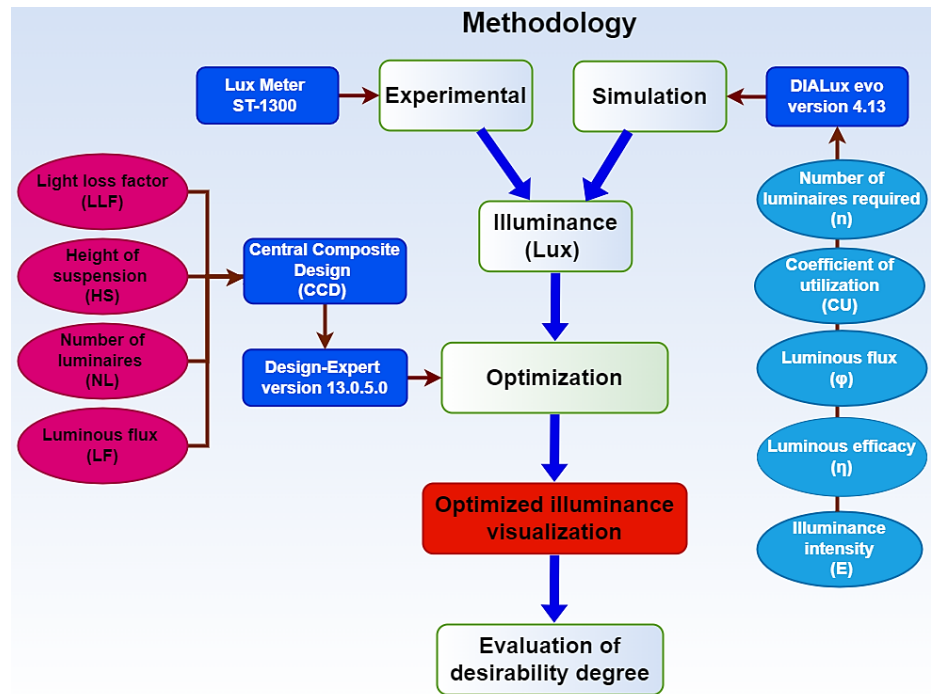 Methodology
Lux Meter
ST-1300
Experimental
Simulation
DIALux evo
version 4.13
Light loss factor
(LLF)
Height of
suspension
(HS)
Number of
luminaires
(NL)
Luminous flux
(LF)
Central Composite
Design
(CCD)
Design-Expert
version 13.0.5.0
Illuminance
(Lux)
Optimization
Optimized illuminance
visualization
Evaluation of
desirability degree
Number of
luminaires required
(n)
Coefficient of
utilization
(CU)
Luminous flux
(φ)
Luminous efficacy
(η)
Illuminance
intensity
(E)